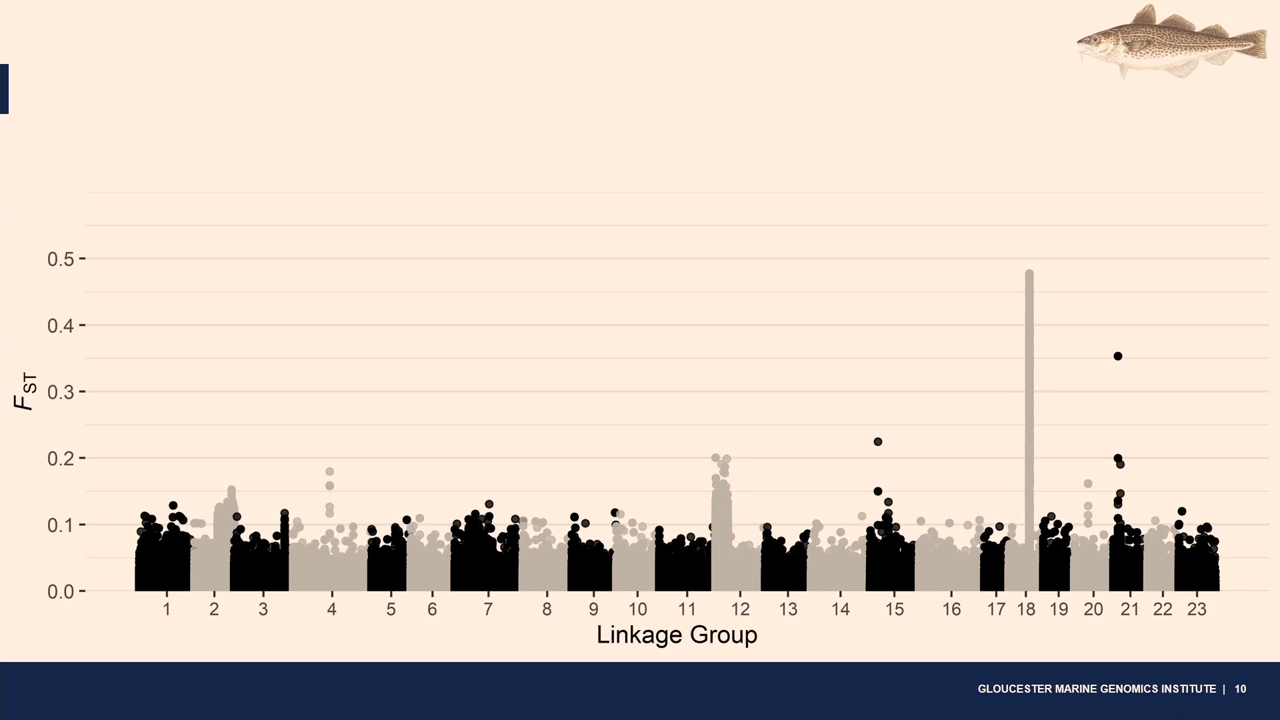 0.5
0.4
0.3
0.2
0.1
0.0
FST
1 2 3 4 5 6 7 8 9 10 11 12 13 14 15 16 17 18 19 20 21 22 23
Linkage Group
GLOUCESTER MARINE GENOMICS INSTITUTE | 10